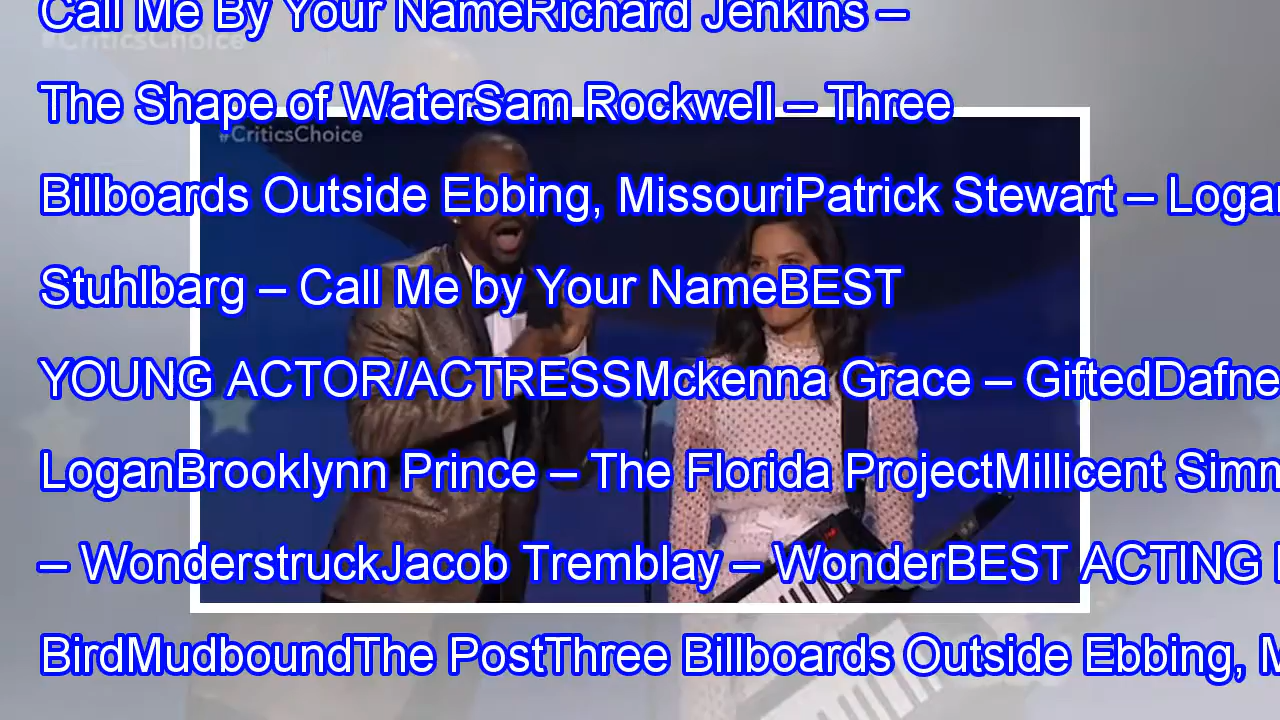 #CriticsChoice
Call Me By Your NameRichard Jenkins –
The Shape of WaterSam Rockwell – Three
#CriticsChoice
Billboards Outside Ebbing, MissouriPatrick Stewart –
Stuhlbarg – Call Me by Your NameBEST
YOUNG ACTOR/ACTRESSMckenna Grace – GiftedDafne
LoganBrooklynn Prince – The Florida ProjectMillicent
– WonderstruckJacob Tremblay – WonderBEST ACTING
BirdMudboundThe PostThree Billboards Outside Ebbing,